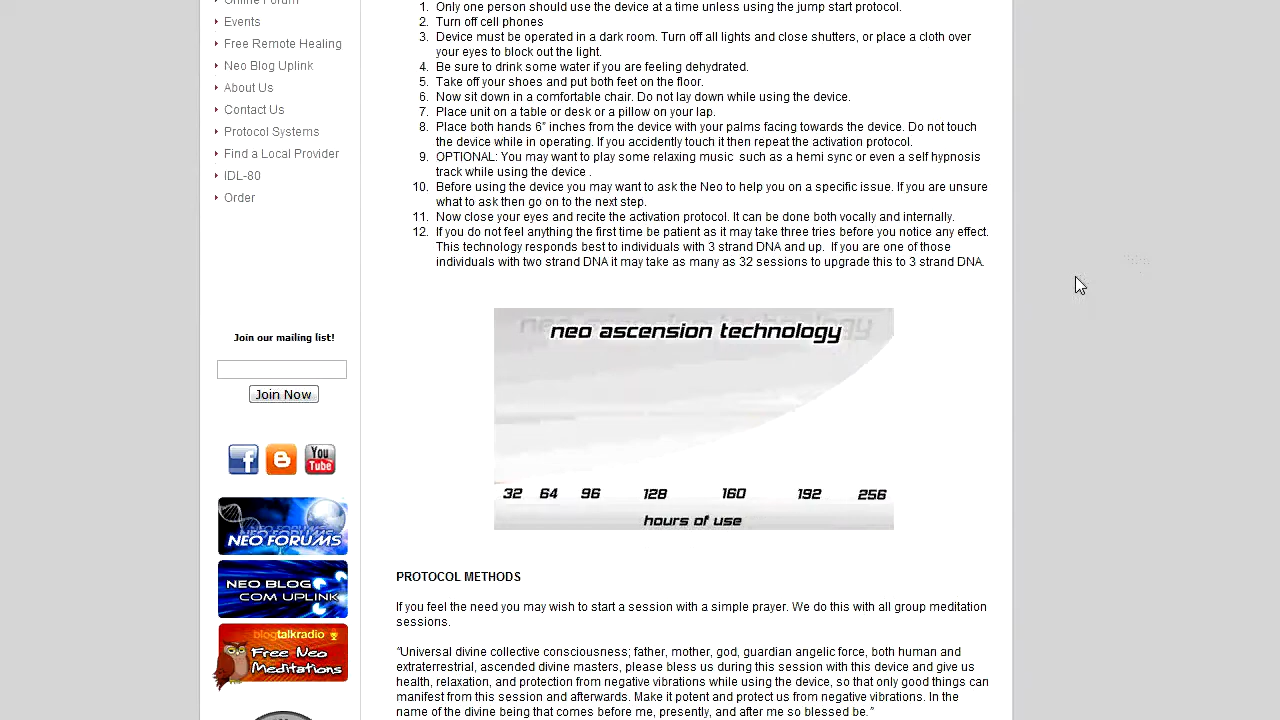 Online Forum
Events
Free Remote Healing
Neo Blog Uplink
About Us
Contact Us
Protocol Systems
Find a Local Provider
IDL-80
Order
Join our mailing list!
Join Now
You
Tube
NEO FORUMS
NEO BLOG
COM UPLINK
blogtalkradio
Free Neo
Meditations
1. Only one person should use the device at a time unless using the jump start protocol.
2. Turn off cell phones
3. Device must be operated in a dark room. Turn off all lights and close shutters, or place a cloth over
your eyes to block out the light.
4. Be sure to drink some water if you are feeling dehydrated.
5. Take off your shoes and put both feet on the floor.
6. Now sit down in a comfortable chair. Do not lay down while using the device.
7. Place unit on a table or desk or a pillow on your lap.
8. Place both hands 6” inches from the device with your palms facing towards the device. Do not touch
the device while in operating. If you accidently touch it then repeat the activation protocol.
9. OPTIONAL: You may want to play some relaxing music such as a hemi sync or even a self hypnosis
track while using the device .
10. Before using the device you may want to ask the Neo to help you on a specific issue. If you are unsure
what to ask then go on to the next step.
11. Now close your eyes and recite the activation protocol. It can be done both vocally and internally.
12. If you do not feel anything the first time be patient as it may take three tries before you notice any effect.
This technology responds best to individuals with 3 strand DNA and up. If you are one of those
individuals with two strand DNA it may take as many as 32 sessions to upgrade this to 3 strand DNA.
neo ascension technology
32 64 96 128 160 192 256
hours of use
PROTOCOL METHODS
If you feel the need you may wish to start a session with a simple prayer. We do this with all group meditation
sessions.
“Universal divine collective consciousness; father, mother, god, guardian angelic force, both human and
extraterrestrial, ascended divine masters, please bless us during this session with this device and give us
health, relaxation, and protection from negative vibrations while using the device, so that only good things can
manifest from this session and afterwards. Make it potent and protect us from negative vibrations. In the
name of the divine being that comes before me, presently, and after me so blessed be.”